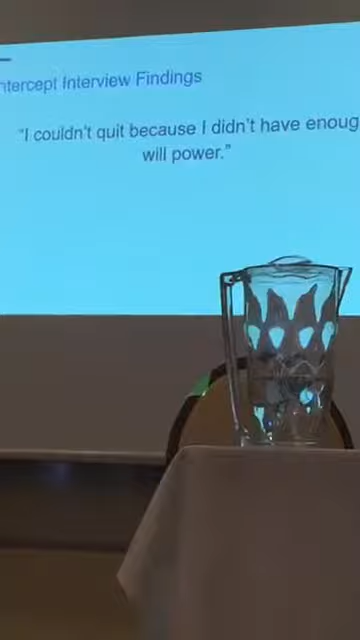 ntercept Interview Findings
"I couldn't quit because I didn't have enoug
will power."